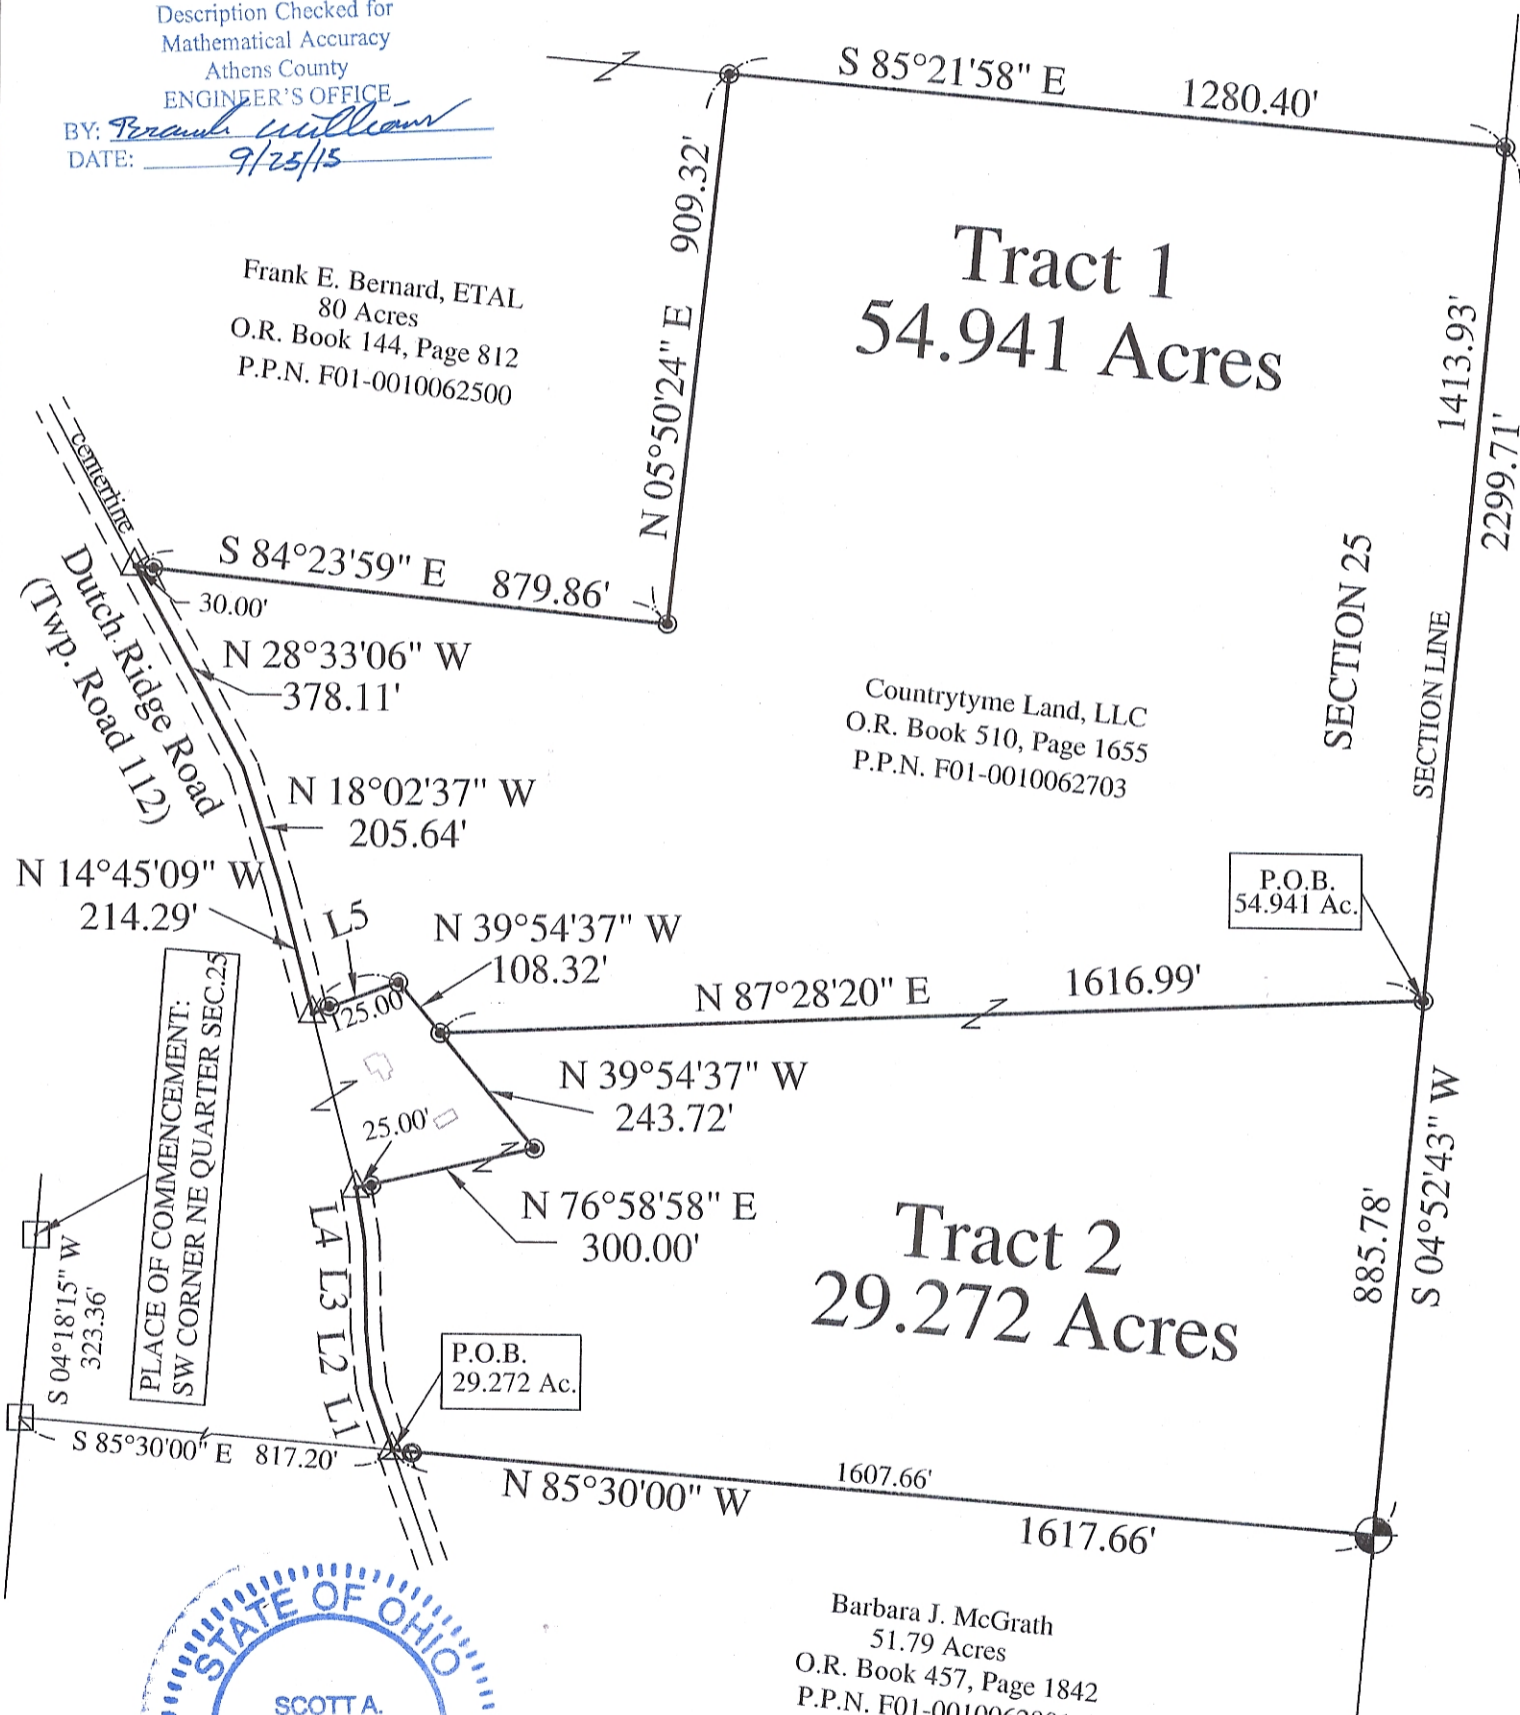 Description Checked for
Mathematical Accuracy
Athens County
ENGINEER'S OFFICE
BY:
DATE: 9/25/15
S 85°21'58" E
1280.40'
909.32'
N 05°50'24" E
Tract 1
54.941 Acres
Frank E. Bernard, ETAL
80 Acres
O.R. Book 144, Page 812
P.P.N. F01-0010062500
1413.93'
2299.71'
centerline
Dutch Ridge Road
(Twp. Road 112)
S 84°23'59" E
879.86'
30.00'
N 28°33'06" W
378.11'
SECTION 25
SECTION LINE
Countrytyme Land, LLC
O.R. Book 510, Page 1655
P.P.N. F01-0010062703
N 18°02'37" W
205.64'
N 14°45'09" W
214.29'
L5
N 39°54'37" W
108.32'
P.O.B.
54.941 Ac.
125.00'
N 87°28'20" E
1616.99'
PLACE OF COMMENCEMENT:
SW CORNER NE QUARTER SEC.25
N 39°54'37" W
243.72'
25.00'
N 76°58'58" E
300.00'
Tract 2
29.272 Acres
885.78'
S 04°52'43" W
L4
L3
L2
L1
S 04°18'15" W
323.36'
P.O.B.
29.272 Ac.
S 85°30'00" E
817.20'
N 85°30'00" W
1607.66'
1617.66'
STATE OF OHIO
SCOTT A.
Barbara J. McGrath
51.79 Acres
O.R. Book 457, Page 1842
P.P.N.